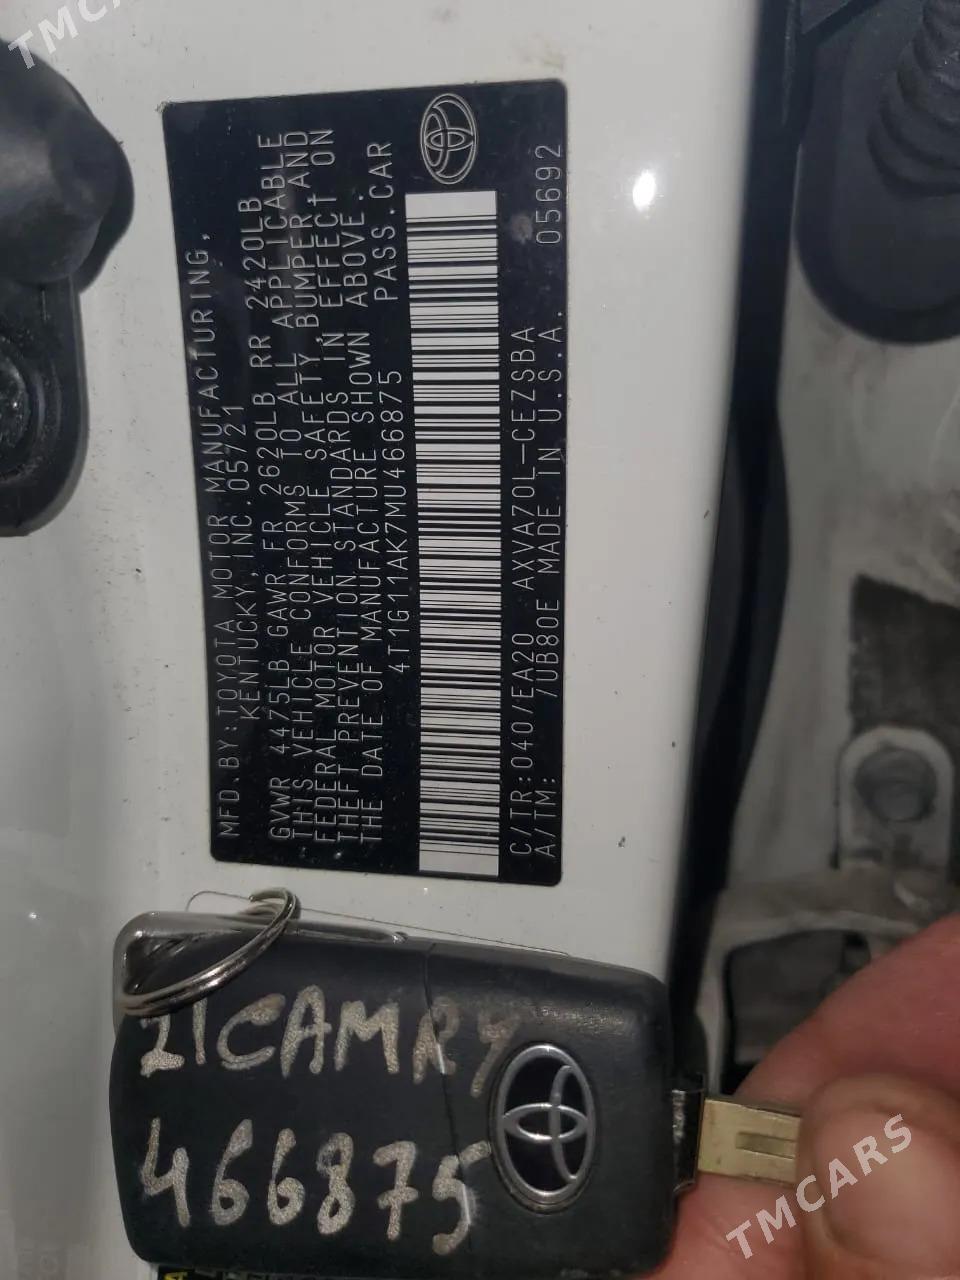 MFD.BY:TOYOTA MOTOR MANUFACTURING,
KENTUCKY,INC.05/21
GVWR 4475LB GAWR FR 2620LB RR 2420LB
THIS VEHICLE CONFORMS TO ALL APPLICABLE
FEDERAL MOTOR VEHICLE SAFETY,BUMPER,AND
THEFT PREVENTION STANDARDS IN EFFECT ON
THE DATE OF MANUFACTURE SHOWN ABOVE.
4T1G11AK7MU466875 PASS.CAR
C/TR:040/EA20 AXVA70L-CEZSBA
A/TM: /UB80E MADE IN U.S.A. 05692
21CAMRY
466875
TMCARS